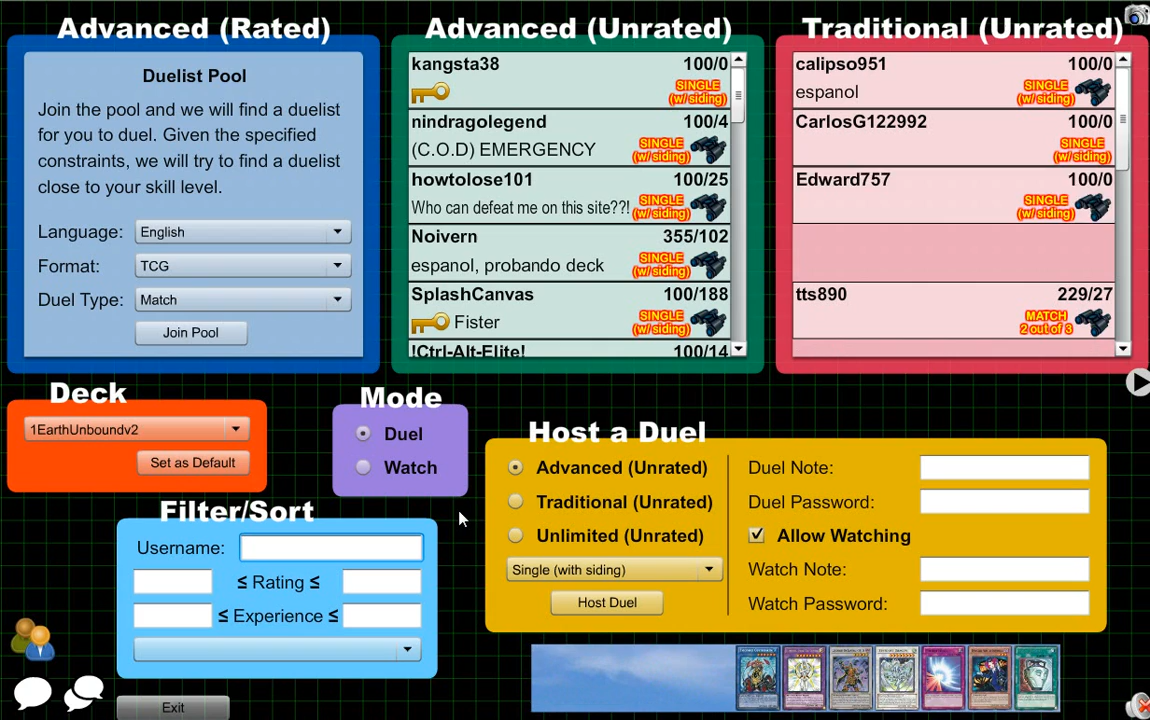 Advanced (Rated)
Duelist Pool
Join the pool and we will find a duelist
for you to duel. Given the specified
constraints, we will try to find a duelist
close to your skill level.
Language: English
Format: TCG
Duel Type: Match
Join Pool
Advanced (Unrated)
kangsta38 100/0
SINGLE
(w/ siding)
nindragolegend 100/4
(C.O.D) EMERGENCY SINGLE
(w/ siding)
howtolose101 100/25
Who can defeat me on this site??! SINGLE
(w/ siding)
Noivern 355/102
espanol, probando deck SINGLE
(w/ siding)
SplashCanvas 100/188
Fister SINGLE
(w/ siding)
!Ctrl-Alt-Elite! 100/14
Traditional (Unrated)
calipso951 100/0
espanol SINGLE
(w/ siding)
CarlosG122992 100/0
SINGLE
(w/ siding)
Edward757 100/0
SINGLE
(w/ siding)
tts890 229/27
MATCH
2 out of 3
Deck
1EarthUnboundv2
Set as Default
Mode
Duel
Watch
Filter/Sort
Username:
≤ Rating ≤
≤ Experience ≤
Exit
Host a Duel
Advanced (Unrated)
Traditional (Unrated)
Unlimited (Unrated)
Single (with siding)
Host Duel
Duel Note:
Duel Password:
Allow Watching
Watch Note:
Watch Password: